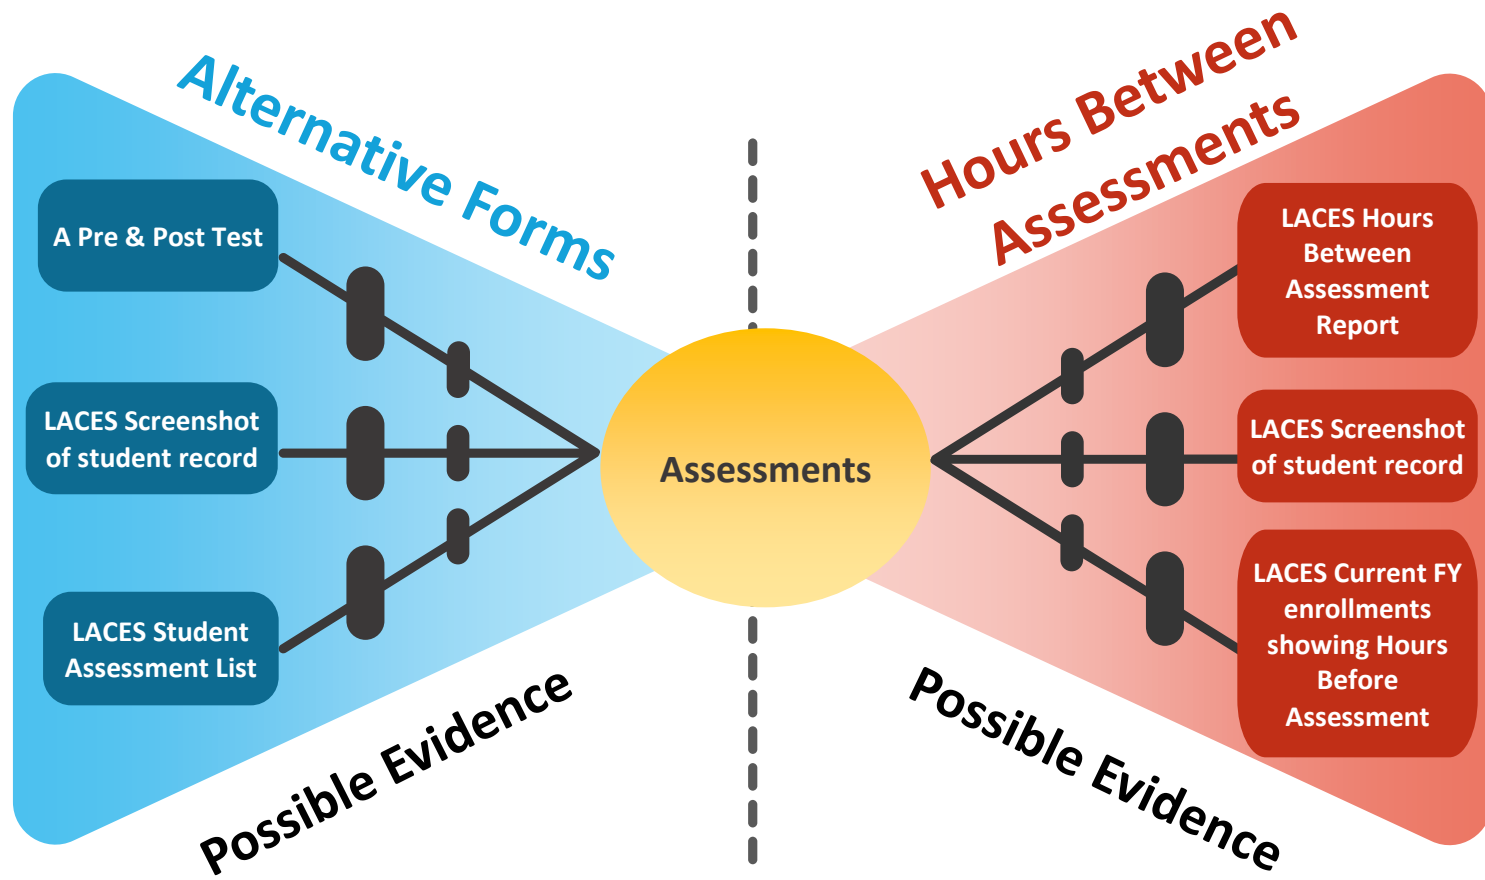 Alternative Forms
A Pre & Post Test
LACES Screenshot
of student record
LACES Student
Assessment List
Possible Evidence
Assessments
Hours Between
Assessments
LACES Hours
Between
Assessment
Report
LACES Screenshot
of student record
LACES Current FY
enrollments
showing Hours
Before
Assessment
Possible Evidence